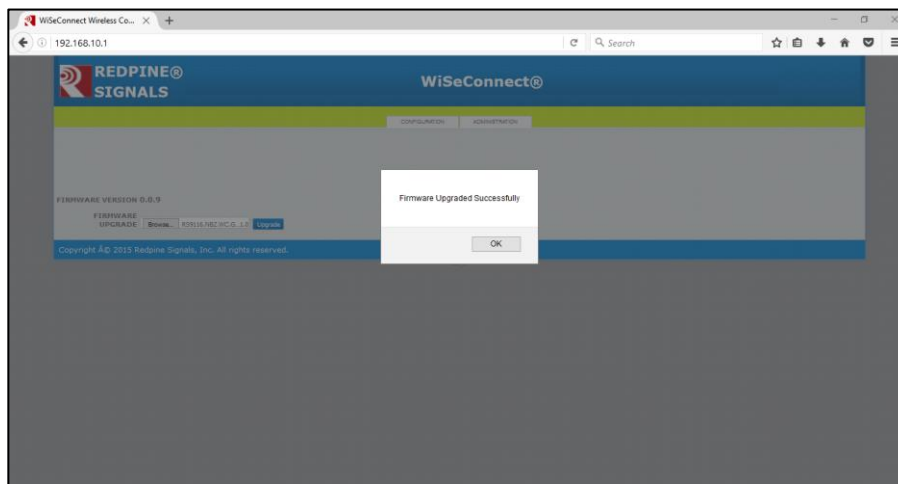 WiSeConnect Wireless Co...
192.168.10.1
Search
REDPINE®
SIGNALS
WiSeConnect®
CONFIGURATION ADMINISTRATION
Firmware Upgraded Successfully
OK
FIRMWARE VERSION 0.0.9
FIRMWARE
UPGRADE Browse... Upgrade
Copyright Â© 2015 Redpine Signals, Inc. All rights reserved.